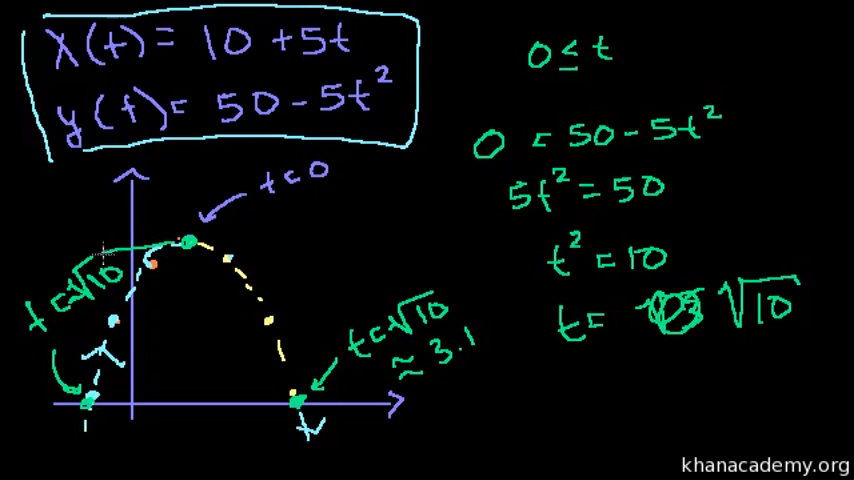 x(t) = 10 + 5t
y(t) = 50 - 5t²
0 ≤ t
0 = 50 - 5t²
5t² = 50
t² = 10
t = √10
t = 0
t = -√10
t = √10
≈ 3.1
khanacademy.org